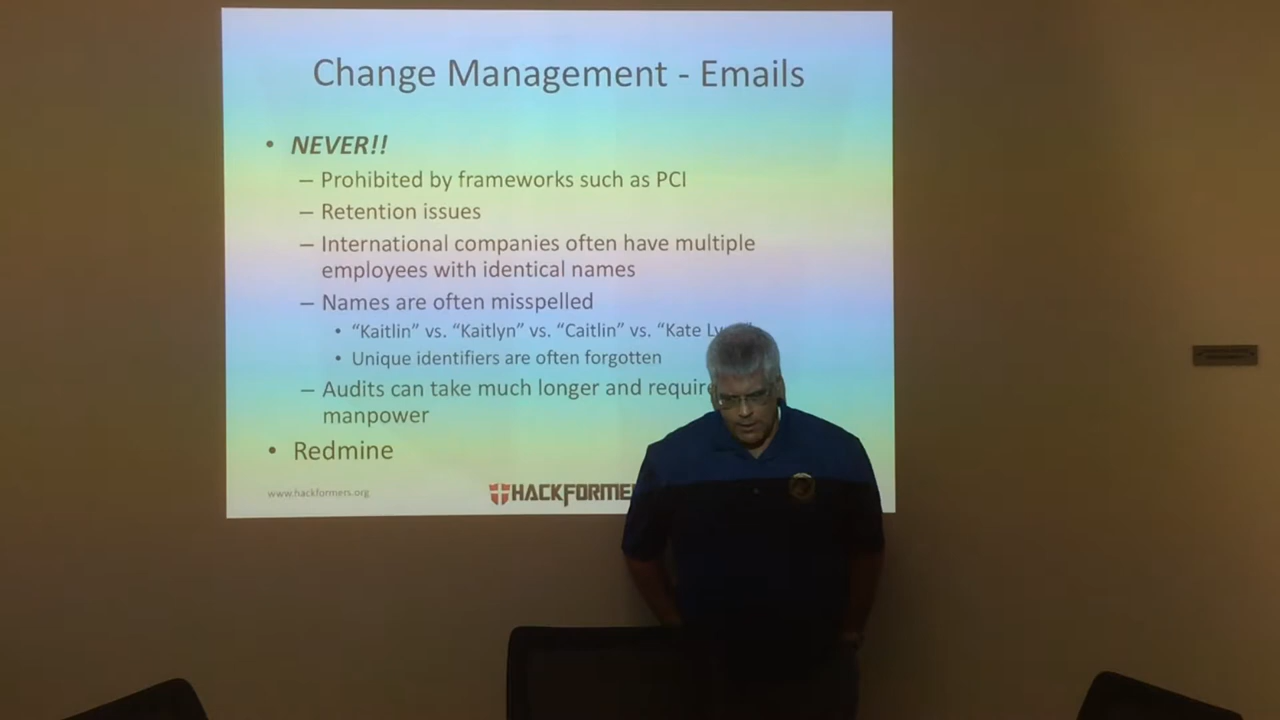 Change Management - Emails
• NEVER!!
– Prohibited by frameworks such as PCI
– Retention issues
– International companies often have multiple
employees with identical names
– Names are often misspelled
• “Kaitlin” vs. “Kaitlyn” vs. “Caitlin” vs. “Kate
• Unique identifiers are often forgotten
– Audits can take much longer and require
manpower
• Redmine
www.hackformers.org
HACKFORME